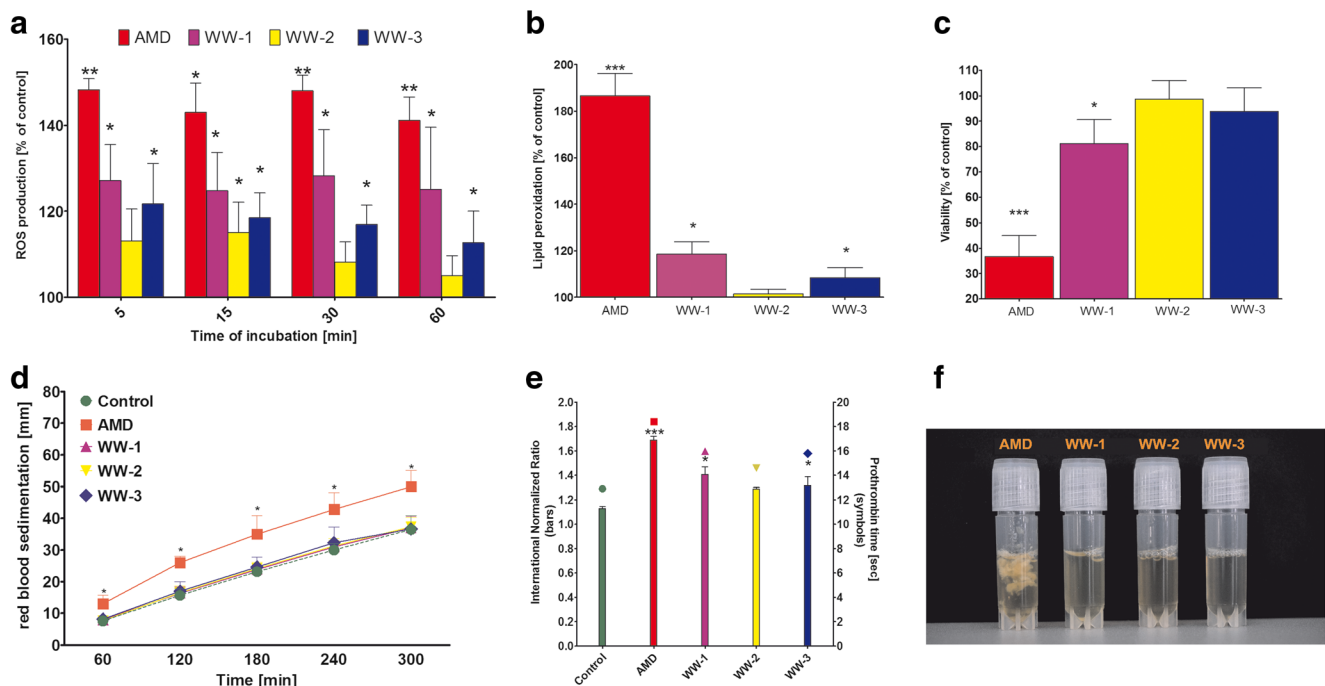 a
AMD WW-1 WW-2 WW-3
ROS production [% of control]
160
140
120
100
** * ** **
* * * *
* * * * *
5 15 30 60
Time of incubation [min]
b
Lipid peroxidation [% of control]
200
180
160
140
120
100
***
*
*
AMD WW-1 WW-2 WW-3
c
Viability [% of control]
110
100
90
80
70
60
50
40
30
20
***
*
AMD WW-1 WW-2 WW-3
d
red blood sedimentation [mm]
80
70
60
50
40
30
20
10
0
Control
AMD
WW-1
WW-2
WW-3
* * * * *
60 120 180 240 300
Time [min]
e
International Normalized Ratio
(bars)
2.0
1.8
1.6
1.4
1.2
1.0
0.8
0.6
0.4
0.2
0.0
***
*
*
Control AMD WW-1 WW-2 WW-3
20
18
16
14
12
10
8
6
4
2
0
Prothrombin time [sec]
(symbols)
f
AMD WW-1 WW-2 WW-3